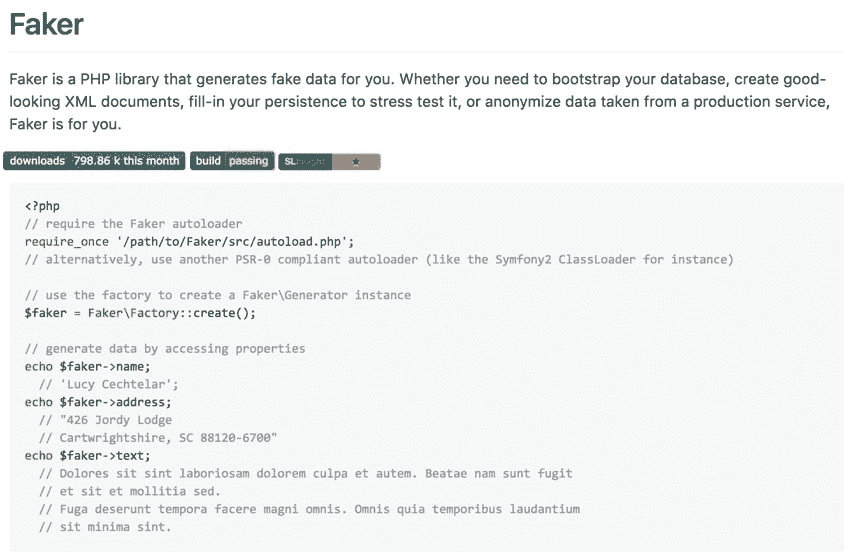 Faker
Faker is a PHP library that generates fake data for you. Whether you need to bootstrap your database, create good-
looking XML documents, fill-in your persistence to stress test it, or anonymize data taken from a production service,
Faker is for you.
downloads 798.86 k this month build passing
<?php
// require the Faker autoloader
require_once '/path/to/Faker/src/autoload.php';
// alternatively, use another PSR-0 compliant autoloader (like the Symfony2 ClassLoader for instance)
// use the factory to create a Faker\Generator instance
$faker = Faker\Factory::create();
// generate data by accessing properties
echo $faker->name;
// 'Lucy Cechtelar';
echo $faker->address;
// "426 Jordy Lodge
// Cartwrightshire, SC 88120-6700"
echo $faker->text;
// Dolores sit sint laboriosam dolorem culpa et autem. Beatae nam sunt fugit
// et sit et mollitia sed.
// Fuga deserunt tempora facere magni omnis. Omnis quia temporibus laudantium
// sit minima sint.